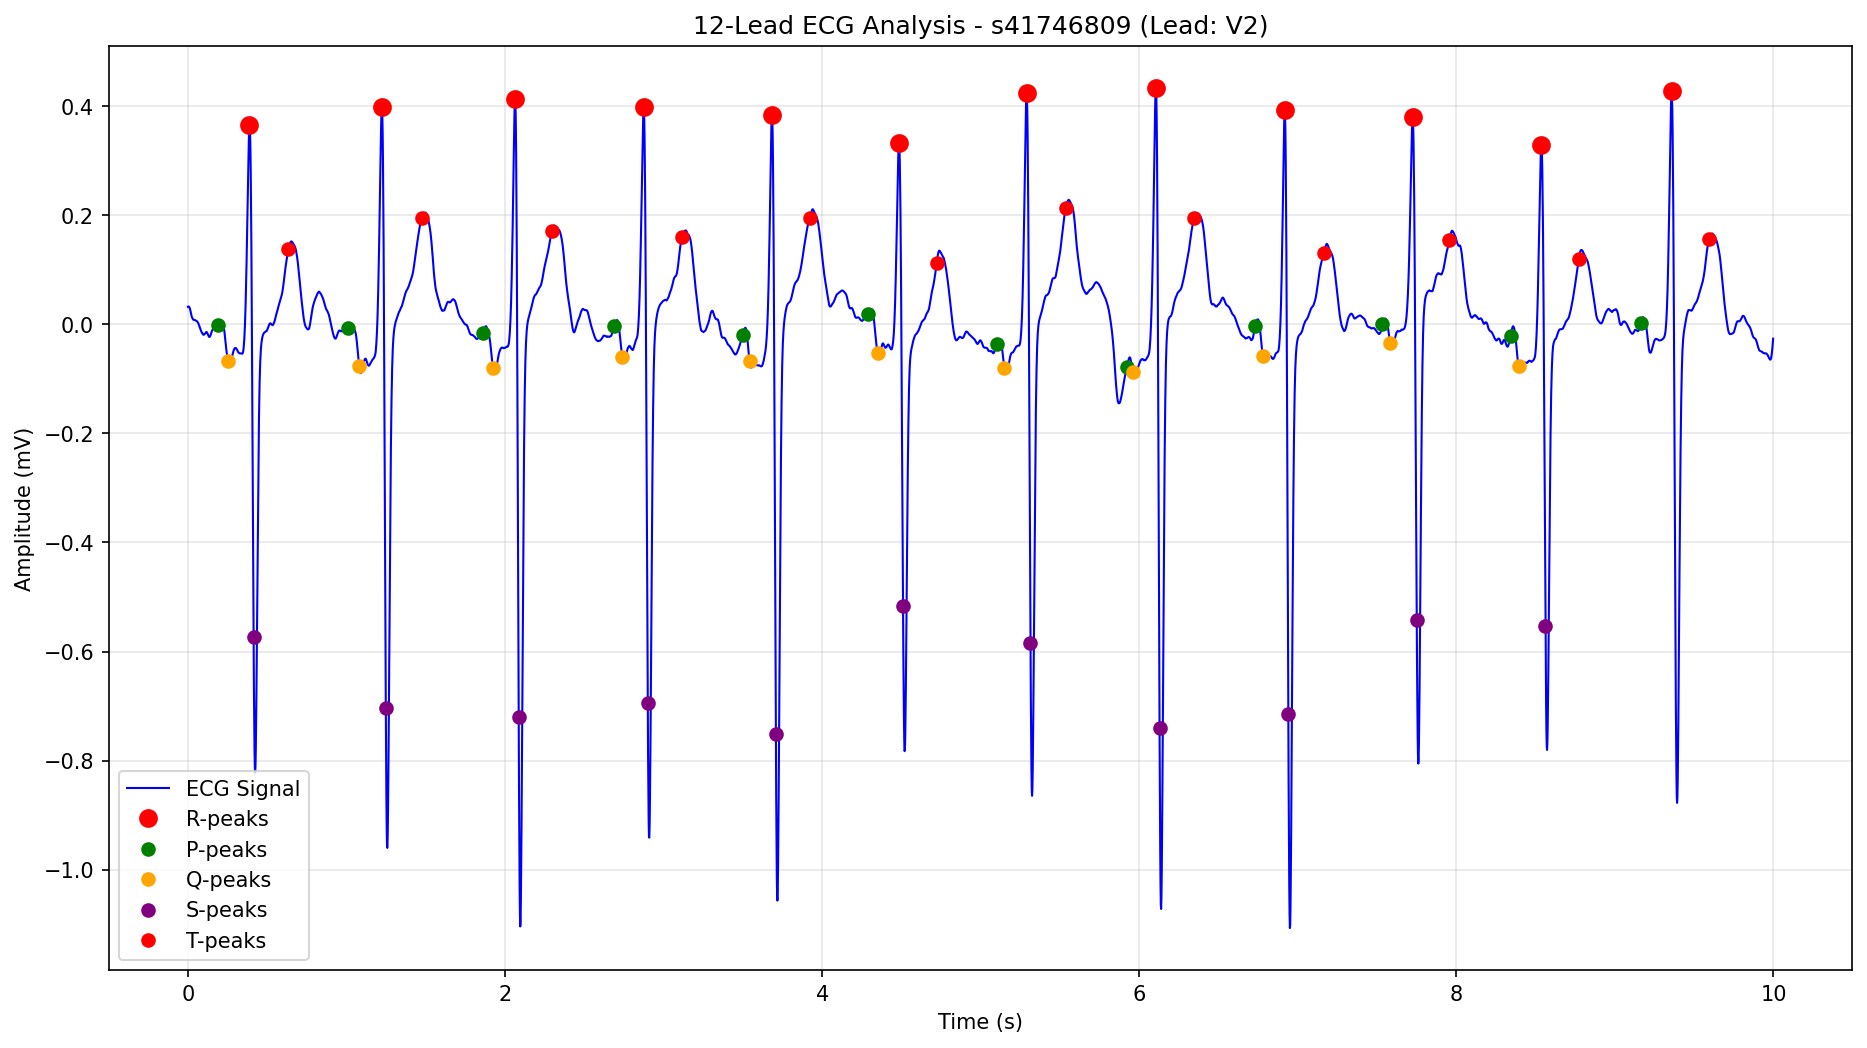 12-Lead ECG Analysis - s41746809 (Lead: V2)
Amplitude (mV)
0.4
0.2
0.0
−0.2
−0.4
−0.6
−0.8
−1.0
ECG Signal
R-peaks
P-peaks
Q-peaks
S-peaks
T-peaks
0 2 4 6 8 10
Time (s)